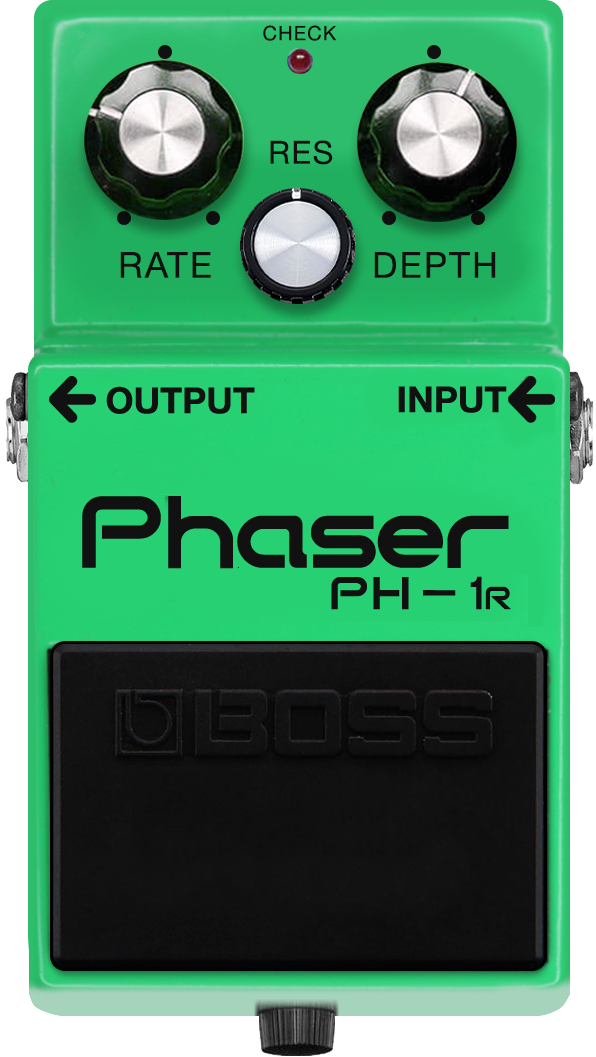 CHECK
RES
RATE DEPTH
OUTPUT INPUT
Phaser
PH-1R
BOSS